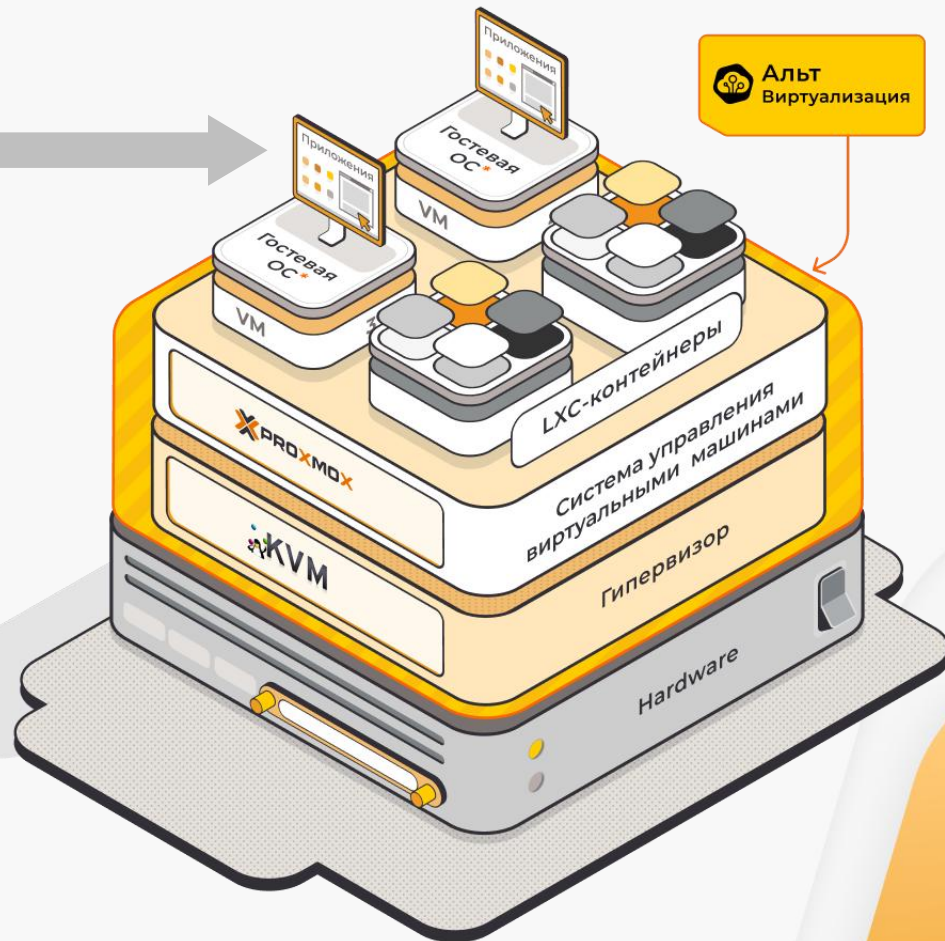 Приложения
Альт
Виртуализация
Гостевая
ОС*
VM
Приложения
Гостевая
ОС*
VM
LXC-контейнеры
PROXMOX
Система управления
виртуальными машинами
KVM
Гипервизор
Hardware